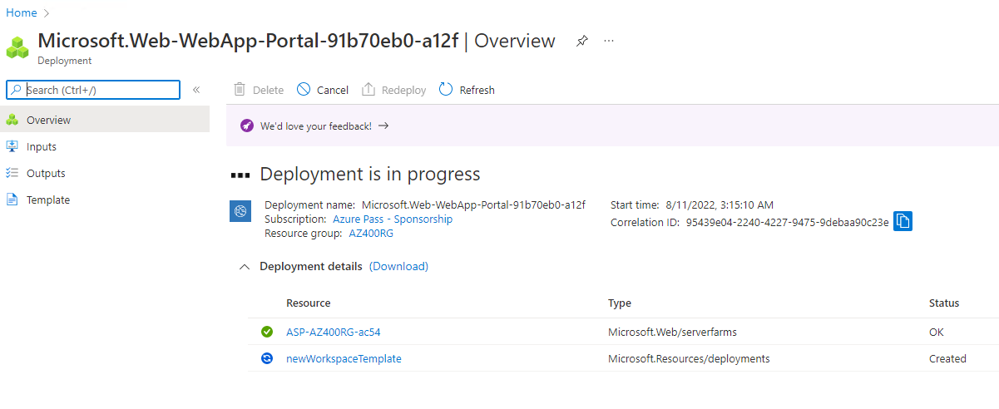 Home
Microsoft.Web-WebApp-Portal-91b70eb0-a12f | Overview
Deployment
Search (Ctrl+/)
Delete Cancel Redeploy Refresh
Overview
We'd love your feedback!
Inputs
Outputs
Template
Deployment is in progress
Deployment name: Microsoft.Web-WebApp-Portal-91b70eb0-a12f
Subscription: Azure Pass - Sponsorship
Resource group: AZ400RG
Start time: 8/11/2022, 3:15:10 AM
Correlation ID: 95439e04-2240-4227-9475-9debaa90c23e
Deployment details (Download)
Resource Type Status
ASP-AZ400RG-ac54 Microsoft.Web/serverfarms OK
newWorkspaceTemplate Microsoft.Resources/deployments Created